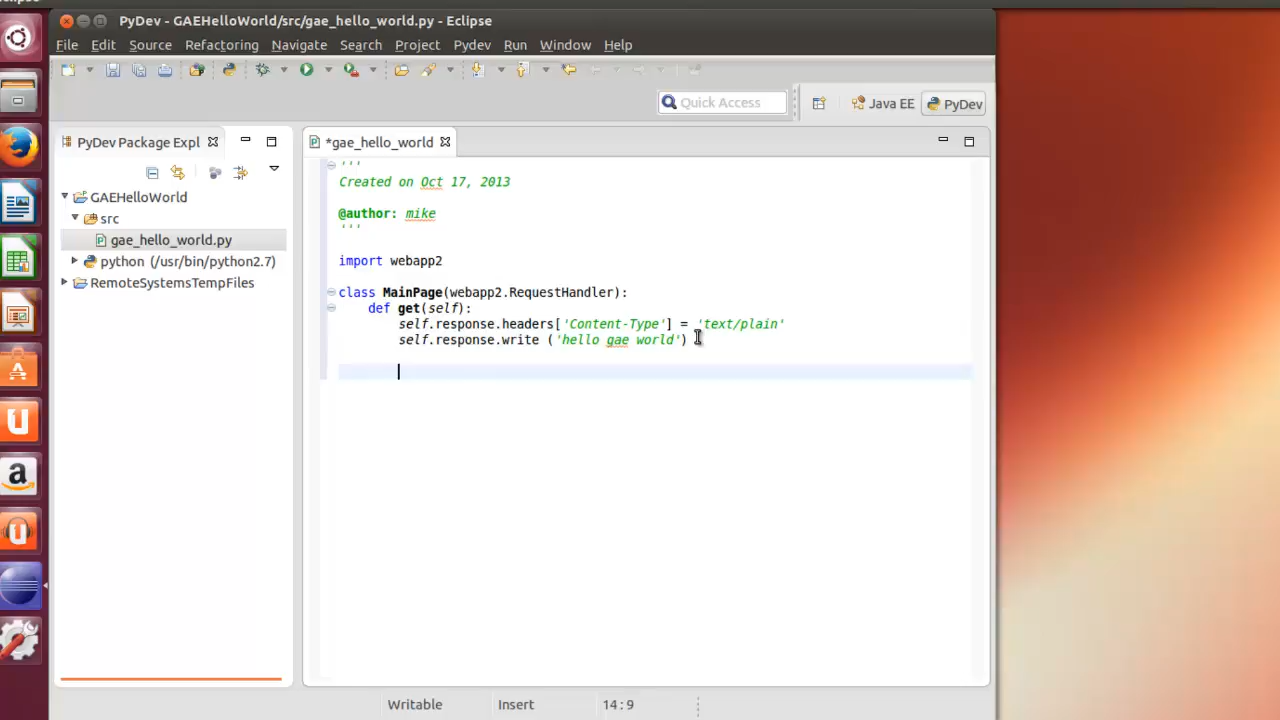 PyDev - GAEHelloWorld/src/gae_hello_world.py - Eclipse
File Edit Source Refactoring Navigate Search Project Pydev Run Window Help
Quick Access Java EE PyDev
PyDev Package Expl
*gae_hello_world
GAEHelloWorld
src
gae_hello_world.py
python (/usr/bin/python2.7)
RemoteSystemsTempFiles
'''
Created on Oct 17, 2013
@author: mike
'''
import webapp2
class MainPage(webapp2.RequestHandler):
def get(self):
self.response.headers['Content-Type'] = 'text/plain'
self.response.write ('hello gae world')
Writable Insert 14:9